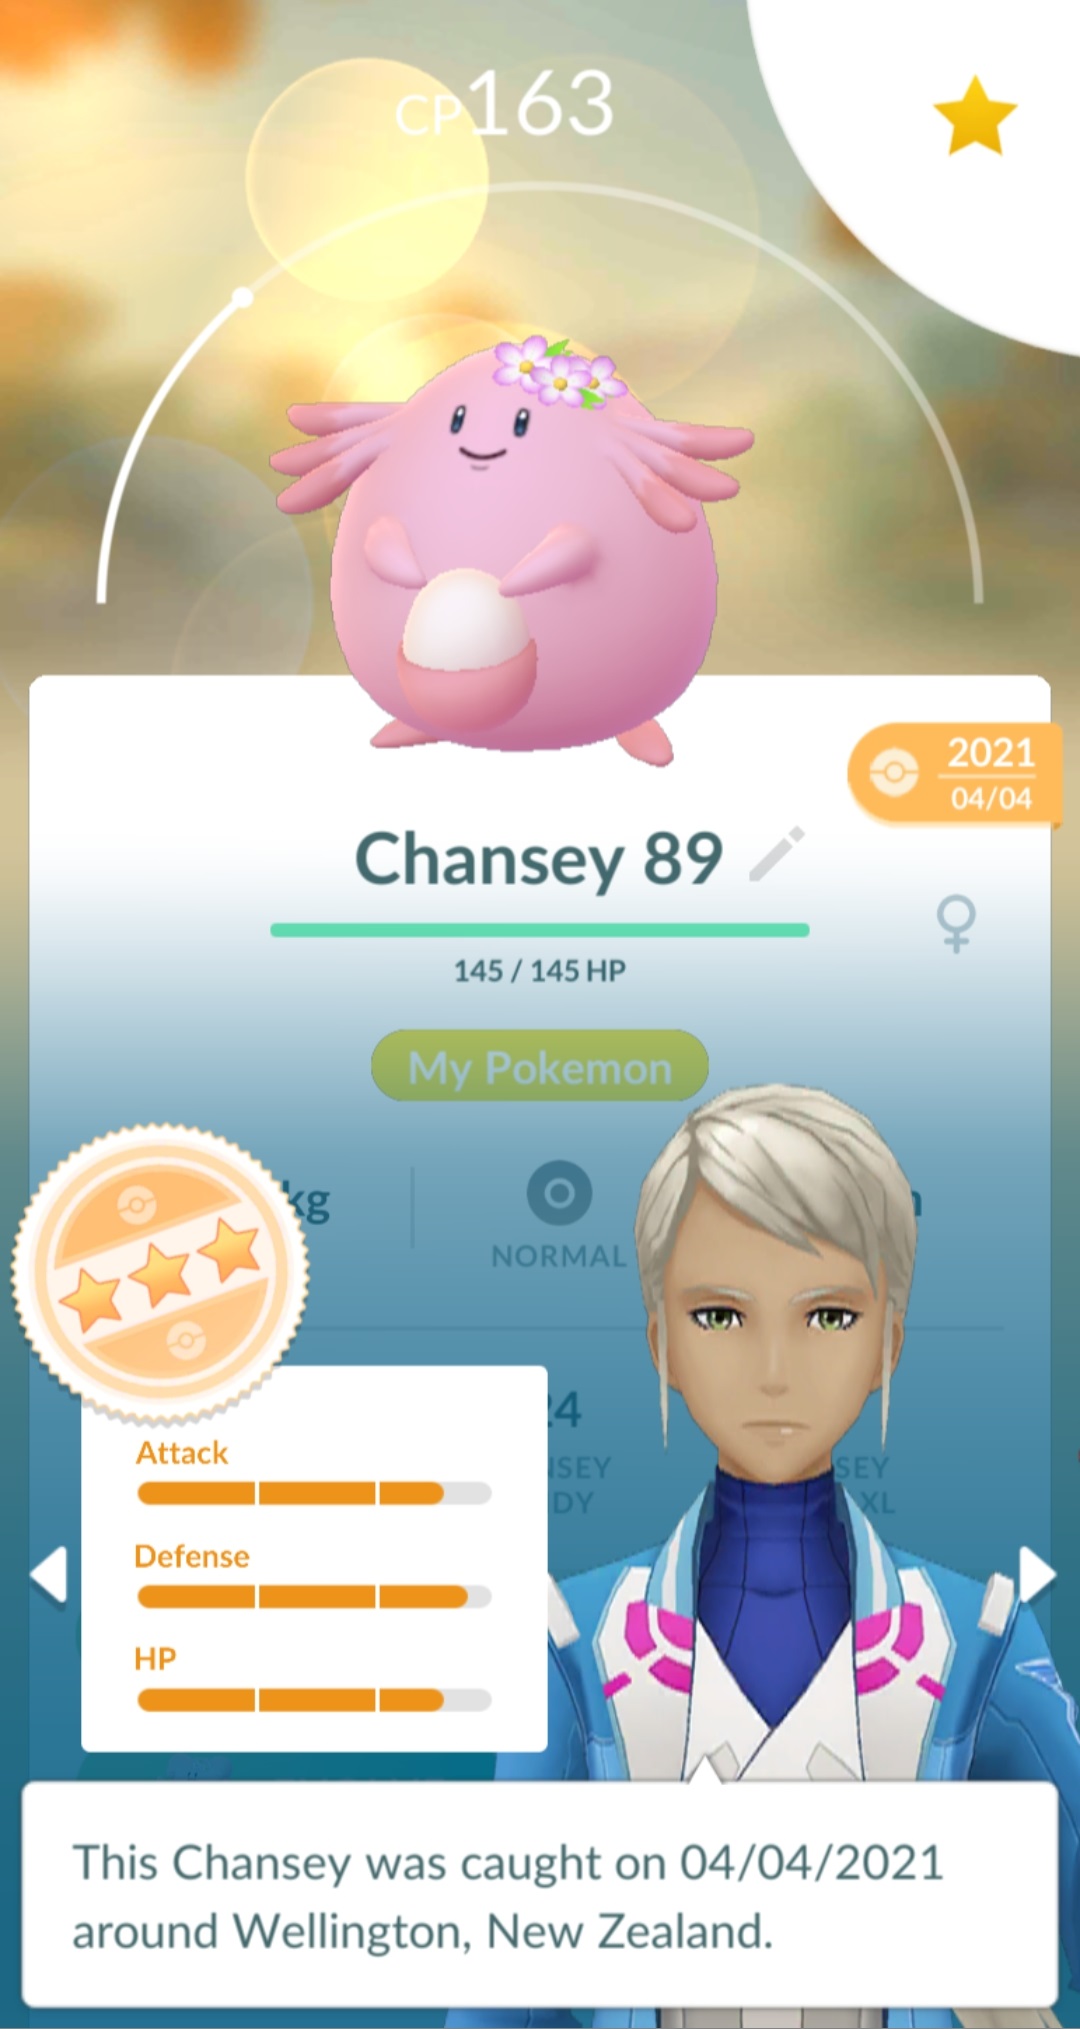 CP163
2021
04/04
Chansey 89
145 / 145 HP
My Pokemon
kg
NORMAL
Attack
Defense
HP
This Chansey was caught on 04/04/2021
around Wellington, New Zealand.